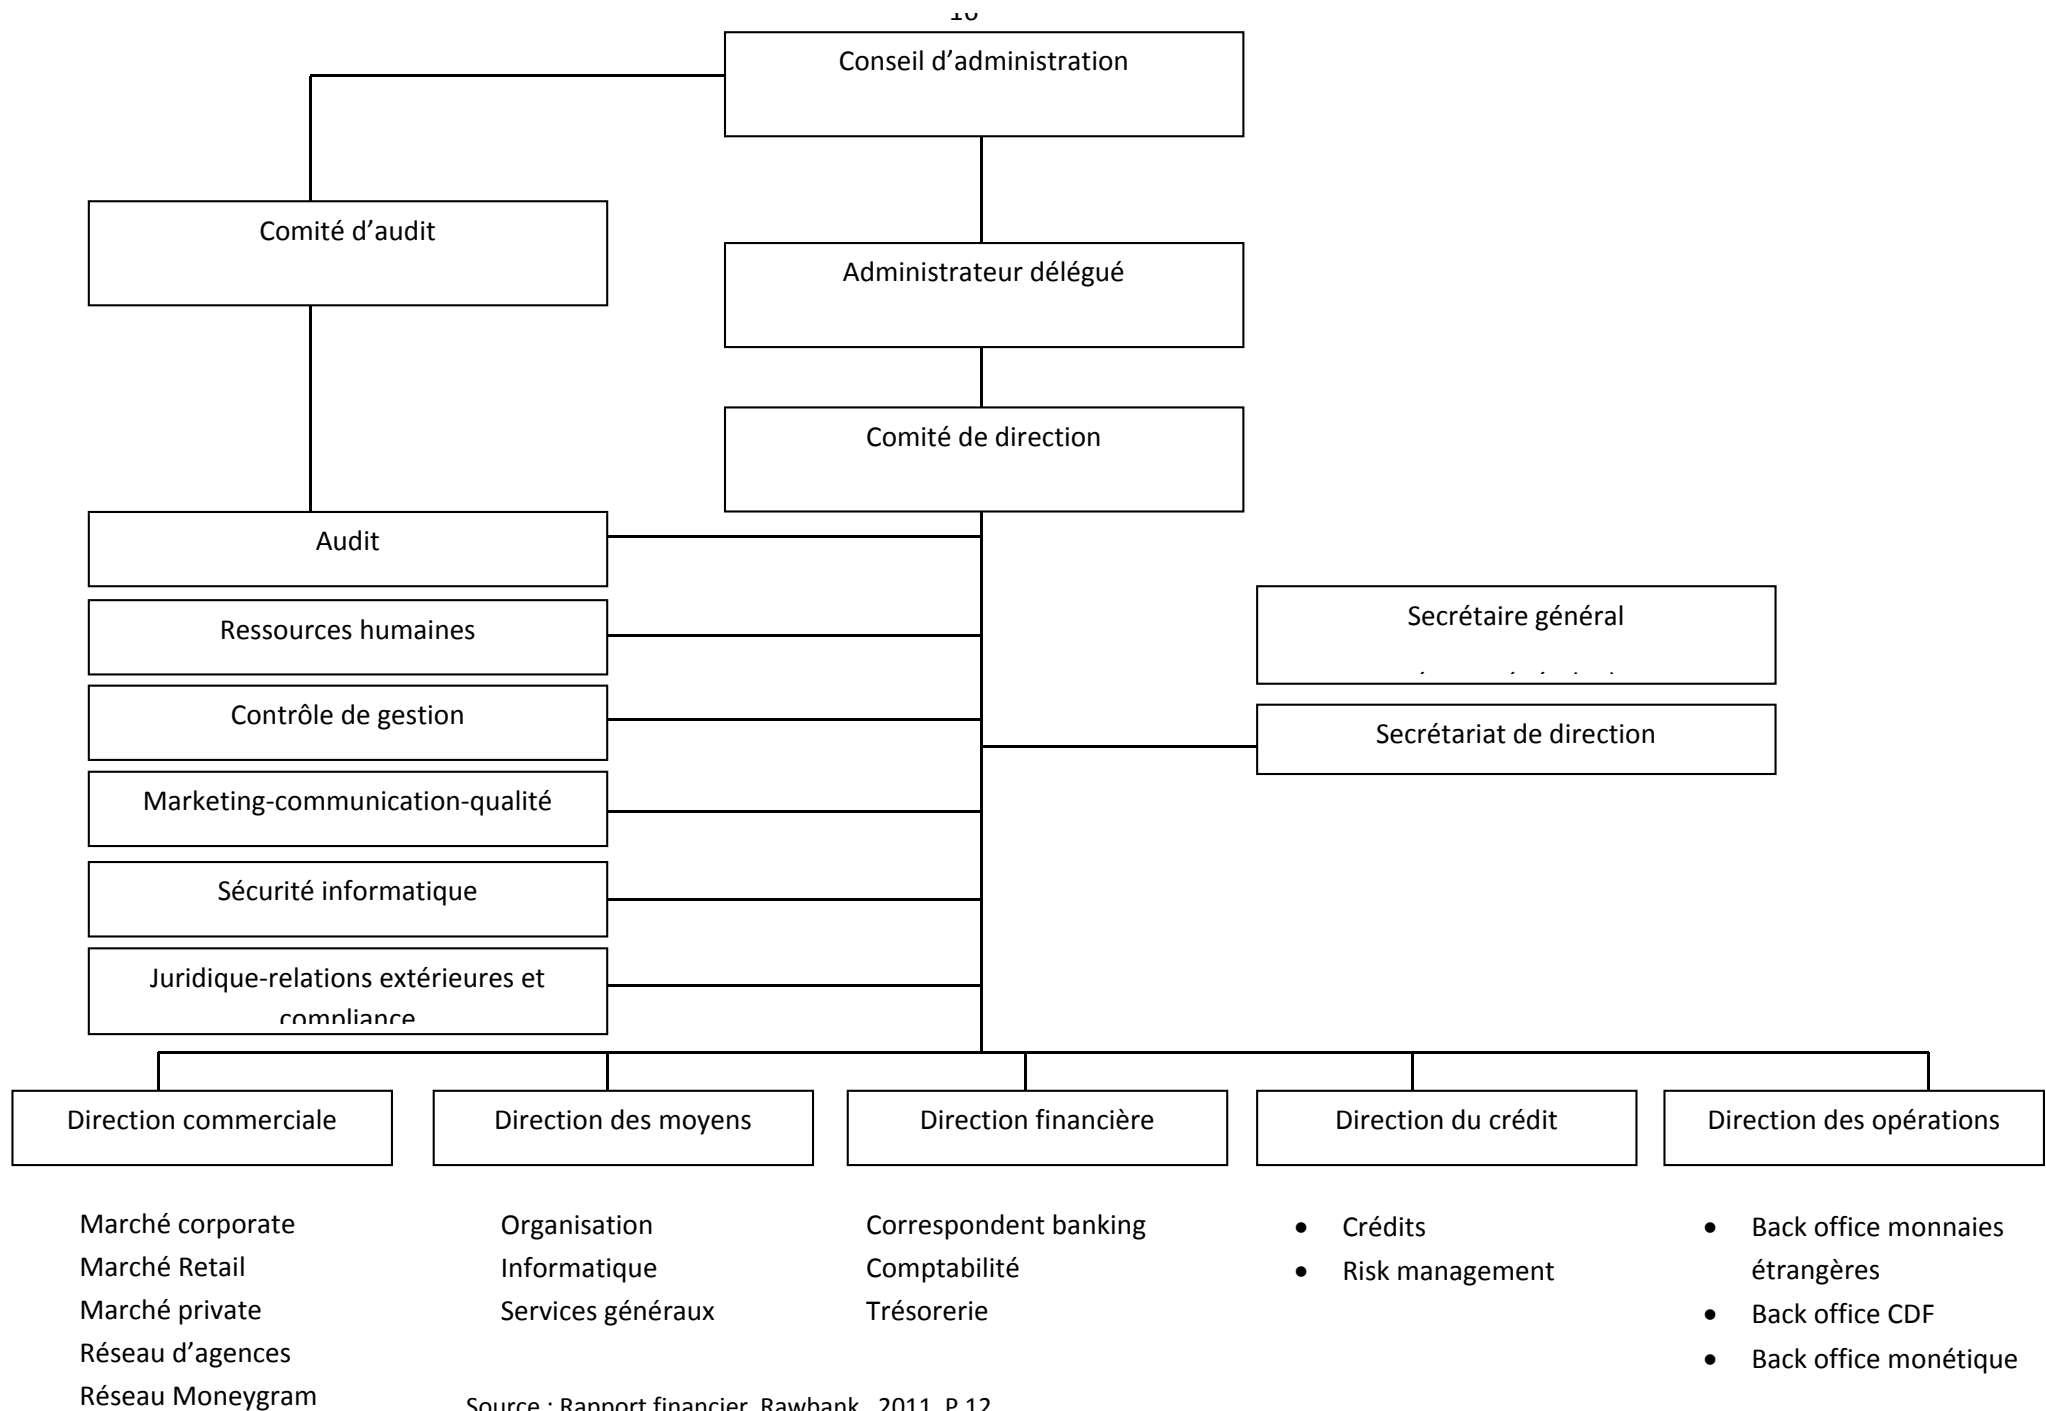 Conseil d’administration
Comité d’audit
Administrateur délégué
Comité de direction
Audit
Ressources humaines
Secrétaire général
Contrôle de gestion
Secrétariat de direction
Marketing-communication-qualité
Sécurité informatique
Juridique-relations extérieures et
compliance
Direction commerciale
Direction des moyens
Direction financière
Direction du crédit
Direction des opérations
Marché corporate
Marché Retail
Marché private
Réseau d’agences
Réseau Moneygram
Organisation
Informatique
Services généraux
Correspondent banking
Comptabilité
Trésorerie
• Crédits
• Risk management
• Back office monnaies
étrangères
• Back office CDF
• Back office monétique
Source : Rapport financier, Rawbank, 2011, P.12